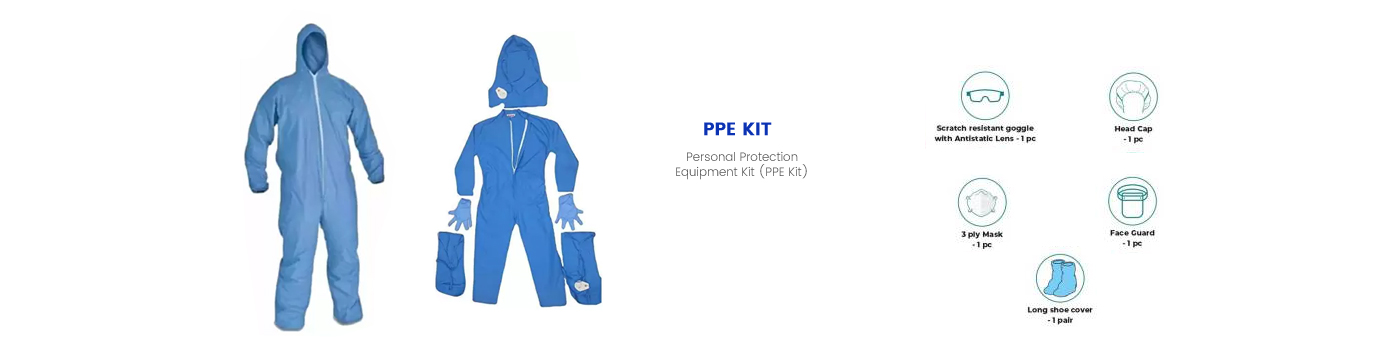 PPE KIT
Personal Protection
Equipment Kit (PPE Kit)
Scratch resistant goggle
with Antistatic Lens - 1 pc
Head Cap
- 1 pc
3 ply Mask
- 1 pc
Face Guard
- 1 pc
Long shoe cover
- 1 pair